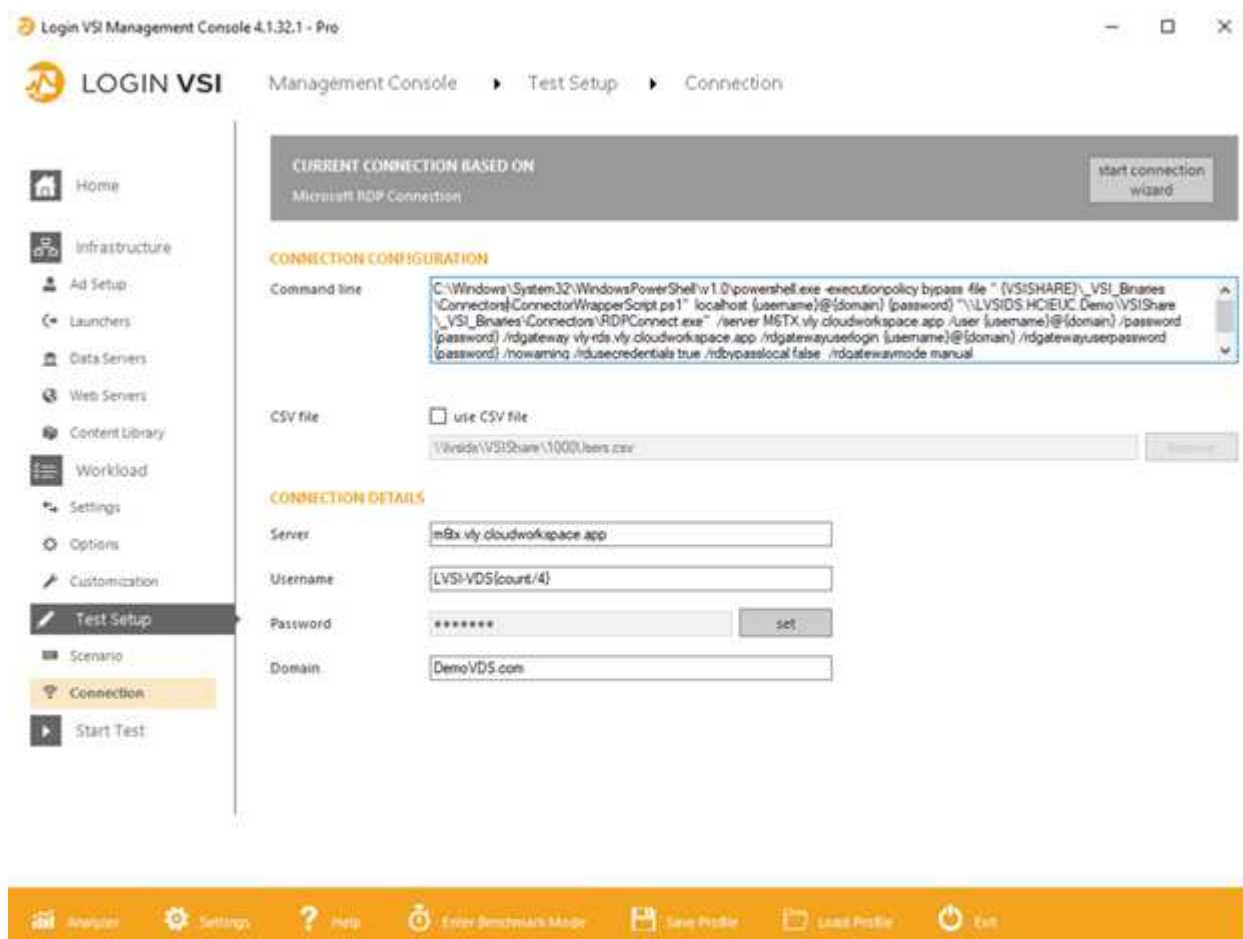 Login VSI Management Console 4.1.32.1 - Pro
LOGIN VSI
Management Console
Test Setup
Connection
CURRENT CONNECTION BASED ON
Microsoft RDP Connection
start connection
wizard
Home
Infrastructure
Ad Setup
Launchers
Data Servers
Web Servers
Content Library
Workload
Settings
Options
Customization
Test Setup
Scenario
Connection
Start Test
CONNECTION CONFIGURATION
Command line
C:\Windows\System32\WindowsPowerShell\v1.0\powershell.exe -executionpolicy bypass -file " {VSISHARE}\_VSI_Binaries
\Connectors\ConnectorWrapperScript.ps1" localhost {username}@{domain} {password} "\\LVSIDS.HCIEUC.Demo\VSIShare
\_VSI_Binaries\Connectors\RDPConnect.exe" /server M6TX.vly.cloudworkspace.app /user {username}@{domain} /password
{password} /rdgateway vly-rds.vly.cloudworkspace.app /rdgatewayuserlogin {username}@{domain} /rdgatewayuserpassword
{password} /nowarning /rdusecredentials true /rdbypasslocal false /rdgatewaymode manual
CSV file
use CSV file
\\lvsids\VSIShare\1000Users.csv
CONNECTION DETAILS
Server
m6tx.vly.cloudworkspace.app
Username
LVSI-VDS{count/4}
Password
*******
set
Domain
DemoVDS.com
Analyzer
Settings
Help
Enter Benchmark Mode
Save Profile
Load Profile
Exit